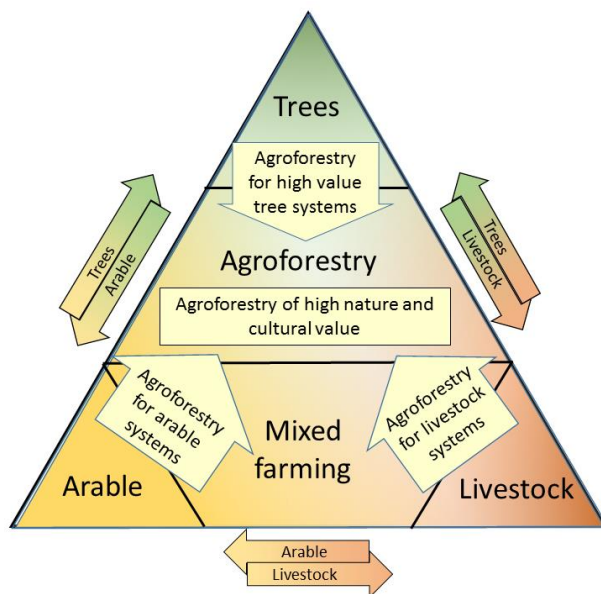 Trees
Agroforestry
for high value
tree systems
Trees
Arable
Trees
Livestock
Agroforestry
Agroforestry of high nature and
cultural value
Agroforestry
for arable
systems
Agroforestry
for livestock
systems
Mixed
farming
Arable
Livestock
Arable
Livestock